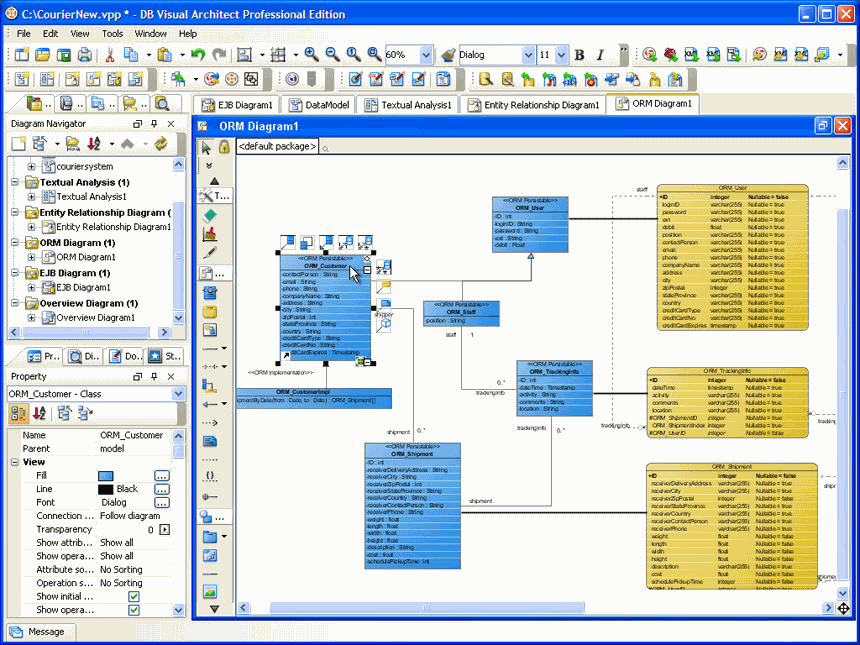 C:\CourierNew.vpp * - DB Visual Architect Professional Edition
File Edit View Tools Window Help
60% Dialog 11 B I
EJB Diagram1 DataModel Textual Analysis1 Entity Relationship Diagram1 ORM Diagram1
Diagram Navigator
couriersystem
Textual Analysis (1)
Textual Analysis1
Entity Relationship Diagram (
Entity Relationship Diagram1
ORM Diagram (1)
ORM Diagram1
EJB Diagram (1)
EJB Diagram1
Overview Diagram (1)
Overview Diagram1
Pr... Di... Do.. St...
Property
ORM_Customer - Class
Name ORM_Customer
Parent model
View
Fill ...
Line Black ...
Font Dialog ...
Connection ... Follow diagram
Transparency 0
Show attrib... Show all
Show opera... Show all
Attribute so... No Sorting
Operation s... No Sorting
Show initial ...
Show opera...
Message
ORM Diagram1
<default package>
T...
<<ORM Persistable>>
ORM_User
-ID : int
-loginID : String
-password : String
-ext : String
-debit : Float
<<ORM Persistable>>
ORM_Customer
-contactPerson : String
-email : String
-phone : String
-companyName : String
-address : String
-city : String
-zipPostal : int
-stateProvince : String
-country : String
-creditCardType : String
-creditCardNo : String
ditCardExpires : Timestamp
<<ORM Implementation>>
ORM_CustomerImpl
ipmentByDate(from : Date, to : Date) : ORM_Shipment[]
<<ORM Persistable>>
ORM_Staff
-position : String
staff 1
shipper
0..*
trackingInfo
<<ORM Persistable>>
ORM_TrackingInfo
-ID : int
-dateTime : Timestamp
-activity : String
-comments : String
-location : String
trackingInfo 0..*
shipment 0..*
<<ORM Persistable>>
ORM_Shipment
-ID : int
-receiverDeliveryAddress : String
-receiverCity : String
-receiverZipPostal : int
-receiverStateProvince : String
-receiverCountry : String
-receiverContactPerson : String
-receiverPhone : String
-weight : float
-length : float
-width : float
-height : float
-description : String
-cost : float
-schedulePickupTime : int
shipment
staff
ORM_User
ID integer Nullable = false
loginID varchar(255) Nullable = true
password varchar(255) Nullable = true
ext varchar(255) Nullable = true
debit float Nullable = true
position varchar(255) Nullable = true
contactPerson varchar(255) Nullable = true
email varchar(255) Nullable = true
phone varchar(255) Nullable = true
companyName varchar(255) Nullable = true
address varchar(255) Nullable = true
city varchar(255) Nullable = true
zipPostal integer Nullable = true
stateProvince varchar(255) Nullable = true
country varchar(255) Nullable = true
creditCardType varchar(255) Nullable = true
creditCardNo varchar(255) Nullable = true
creditCardExpires timestamp Nullable = true
ORM_TrackingInfo
ID integer Nullable = false
dateTime timestamp Nullable = true
activity varchar(255) Nullable = true
comments varchar(255) Nullable = true
location varchar(255) Nullable = true
#ORM_ShipmentID integer Nullable = true
ORM_ShipmentIndex integer Nullable = true
#ORM_UserID integer Nullable = false
trackingInfo
ORM_Shipment
ID integer Nullable = false
receiverDeliveryAddress varchar(255) Nullable = true
receiverCity varchar(255) Nullable = true
receiverZipPostal integer Nullable = true
receiverStateProvince varchar(255) Nullable = true
receiverCountry varchar(255) Nullable = true
receiverContactPerson varchar(255) Nullable = true
receiverPhone varchar(255) Nullable = true
weight float Nullable = true
length float Nullable = true
width float Nullable = true
height float Nullable = true
description varchar(255) Nullable = true
cost float Nullable = true
schedulePickupTime integer Nullable = true